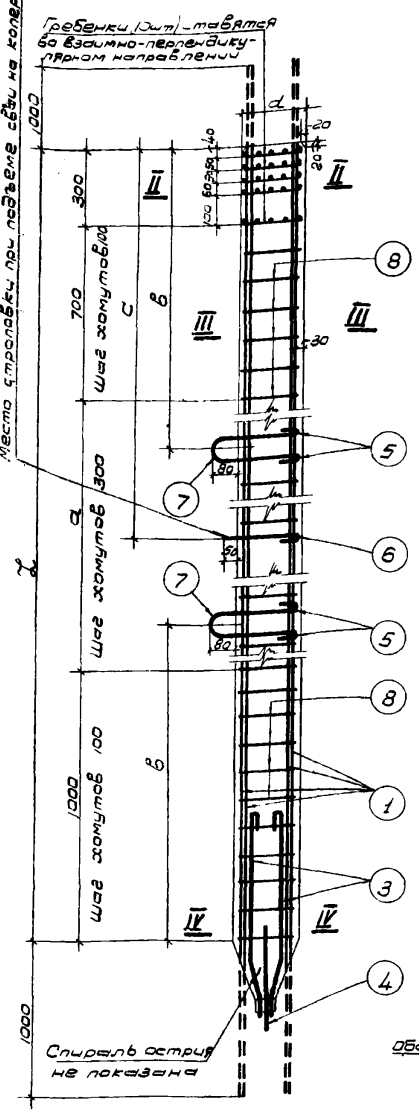 Гребенки (5шт)-ставятся
во взаимно-перпендику-
лярном направлении
Место строповки при подъеме сваи на копер
1000
d
20
20
40
50
50
50
50
100
300
II
II
в
c
700
шаг хомутов 100
8
III
III
30
5
80
7
d
шаг хомутов 300
6
50
7
80
5
L
8
в
1000
шаг хомутов 100
1
3
IV
IV
4
1000
Спираль острия
не показана